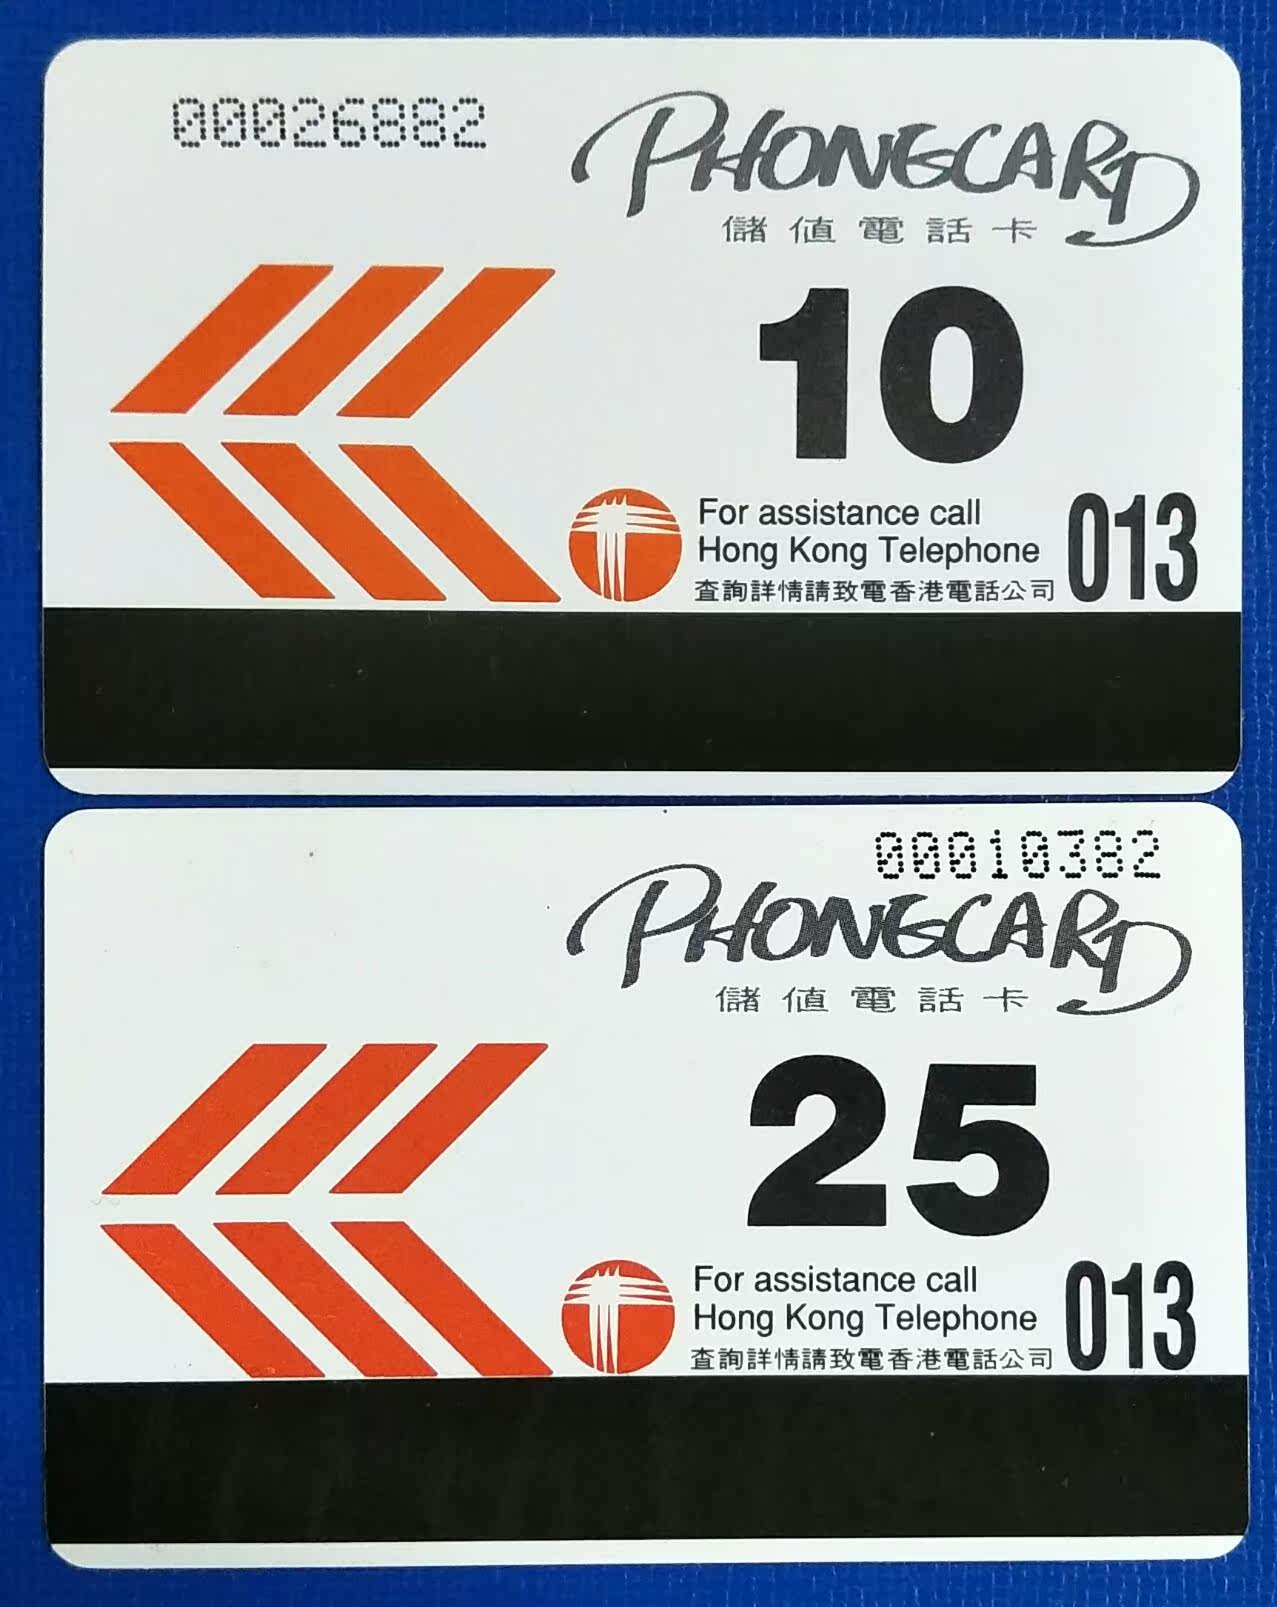 00026882
PHONECARD
儲值電話卡
10
For assistance call
Hong Kong Telephone
013
查詢詳情請致電香港電話公司
00010382
PHONECARD
儲值電話卡
25
For assistance call
Hong Kong Telephone
013
查詢詳情請致電香港電話公司